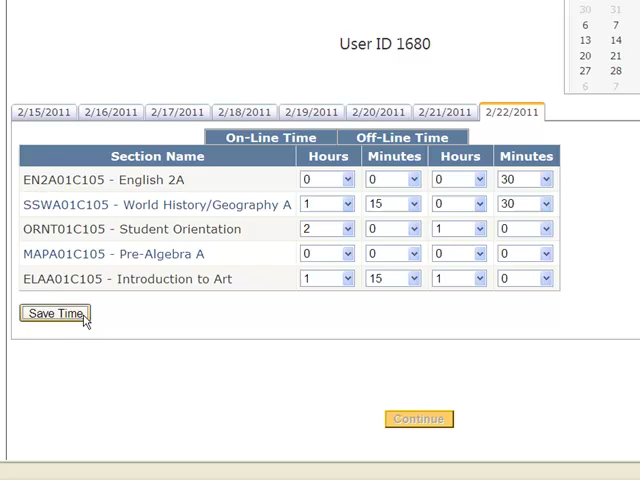 30 31
6 7
User ID 1680
13 14
20 21
27 28
6 7
2/15/2011 2/16/2011 2/17/2011 2/18/2011 2/19/2011 2/20/2011 2/21/2011 2/22/2011
On-Line Time Off-Line Time
Section Name Hours Minutes Hours Minutes
EN2A01C105 - English 2A 0 0 0 30
SSWA01C105 - World History/Geography A 1 15 0 30
ORNT01C105 - Student Orientation 2 0 1 0
MAPA01C105 - Pre-Algebra A 0 0 0 0
ELAA01C105 - Introduction to Art 1 15 1 0
Save Time
Continue